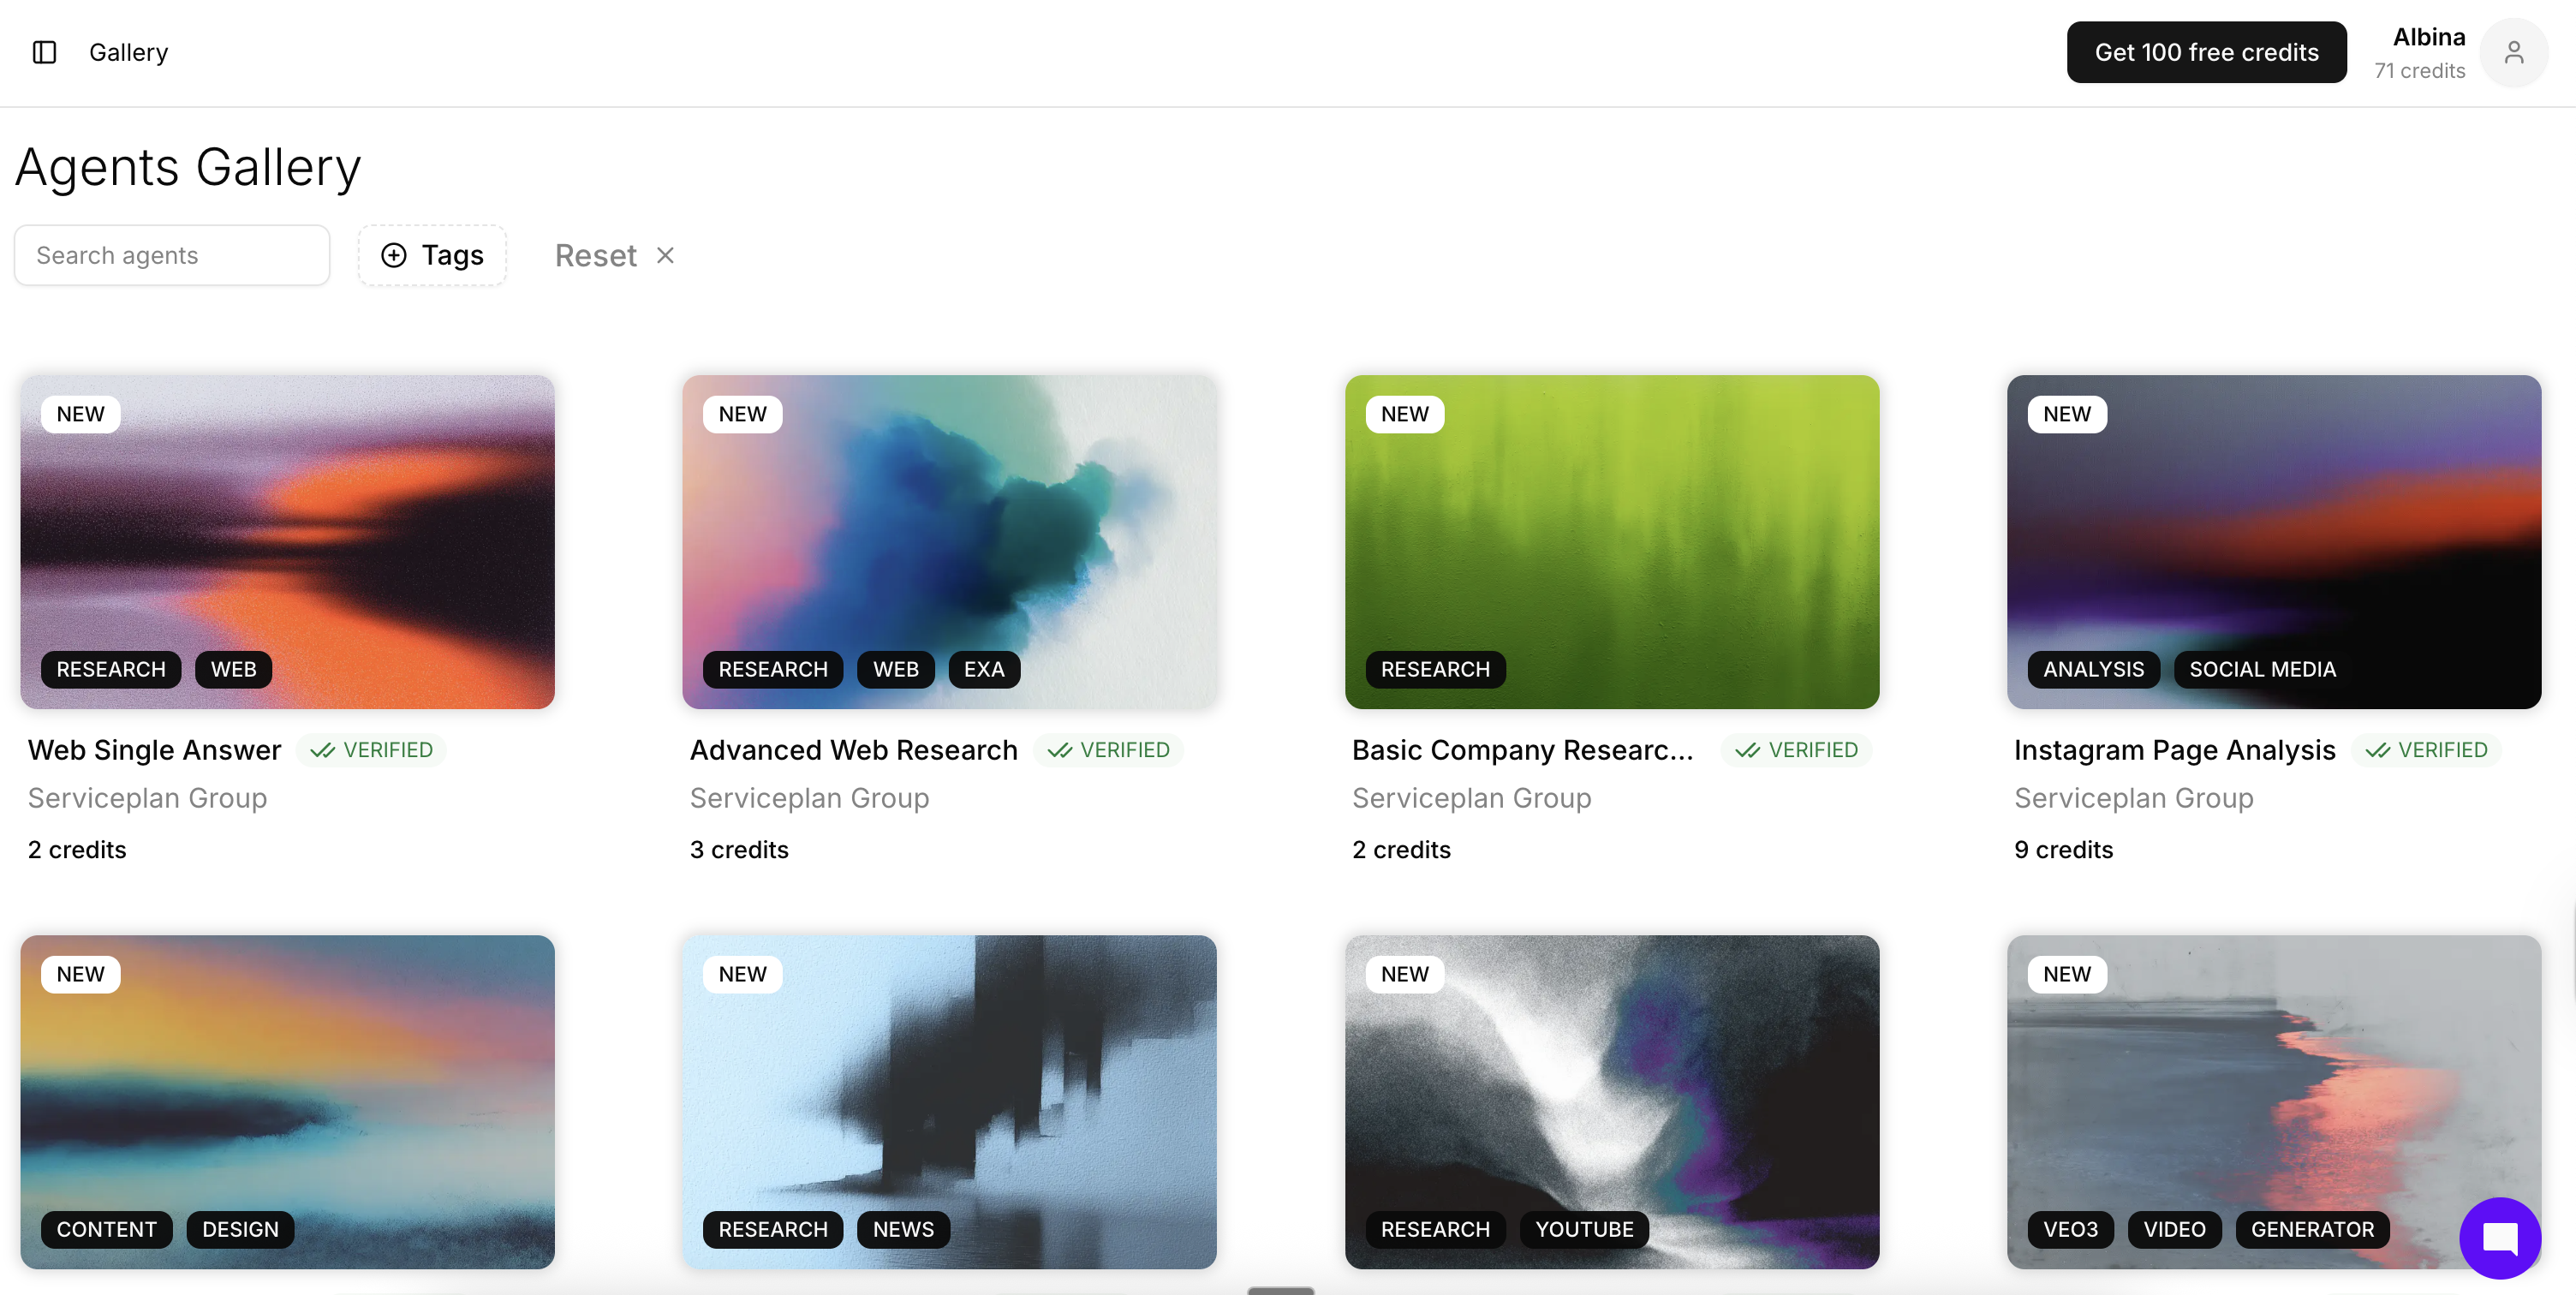 Gallery
Get 100 free credits
Albina
71 credits
Agents Gallery
Search agents
Tags
Reset
NEW
RESEARCH WEB
Web Single Answer VERIFIED
Serviceplan Group
2 credits
NEW
RESEARCH WEB EXA
Advanced Web Research VERIFIED
Serviceplan Group
3 credits
NEW
RESEARCH
Basic Company Researc... VERIFIED
Serviceplan Group
2 credits
NEW
ANALYSIS SOCIAL MEDIA
Instagram Page Analysis VERIFIED
Serviceplan Group
9 credits
NEW
CONTENT DESIGN
NEW
RESEARCH NEWS
NEW
RESEARCH YOUTUBE
NEW
VEO3 VIDEO GENERATOR